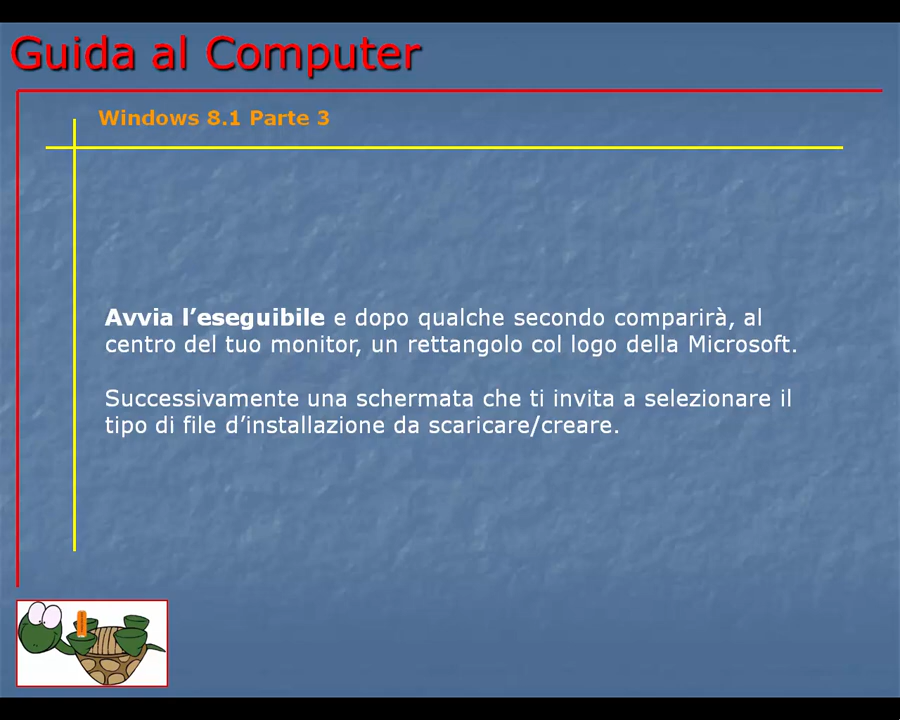 Guida al Computer
Windows 8.1 Parte 3
Avvia l’eseguibile e dopo qualche secondo comparirà, al
centro del tuo monitor, un rettangolo col logo della Microsoft.
Successivamente una schermata che ti invita a selezionare il
tipo di file d’installazione da scaricare/creare.